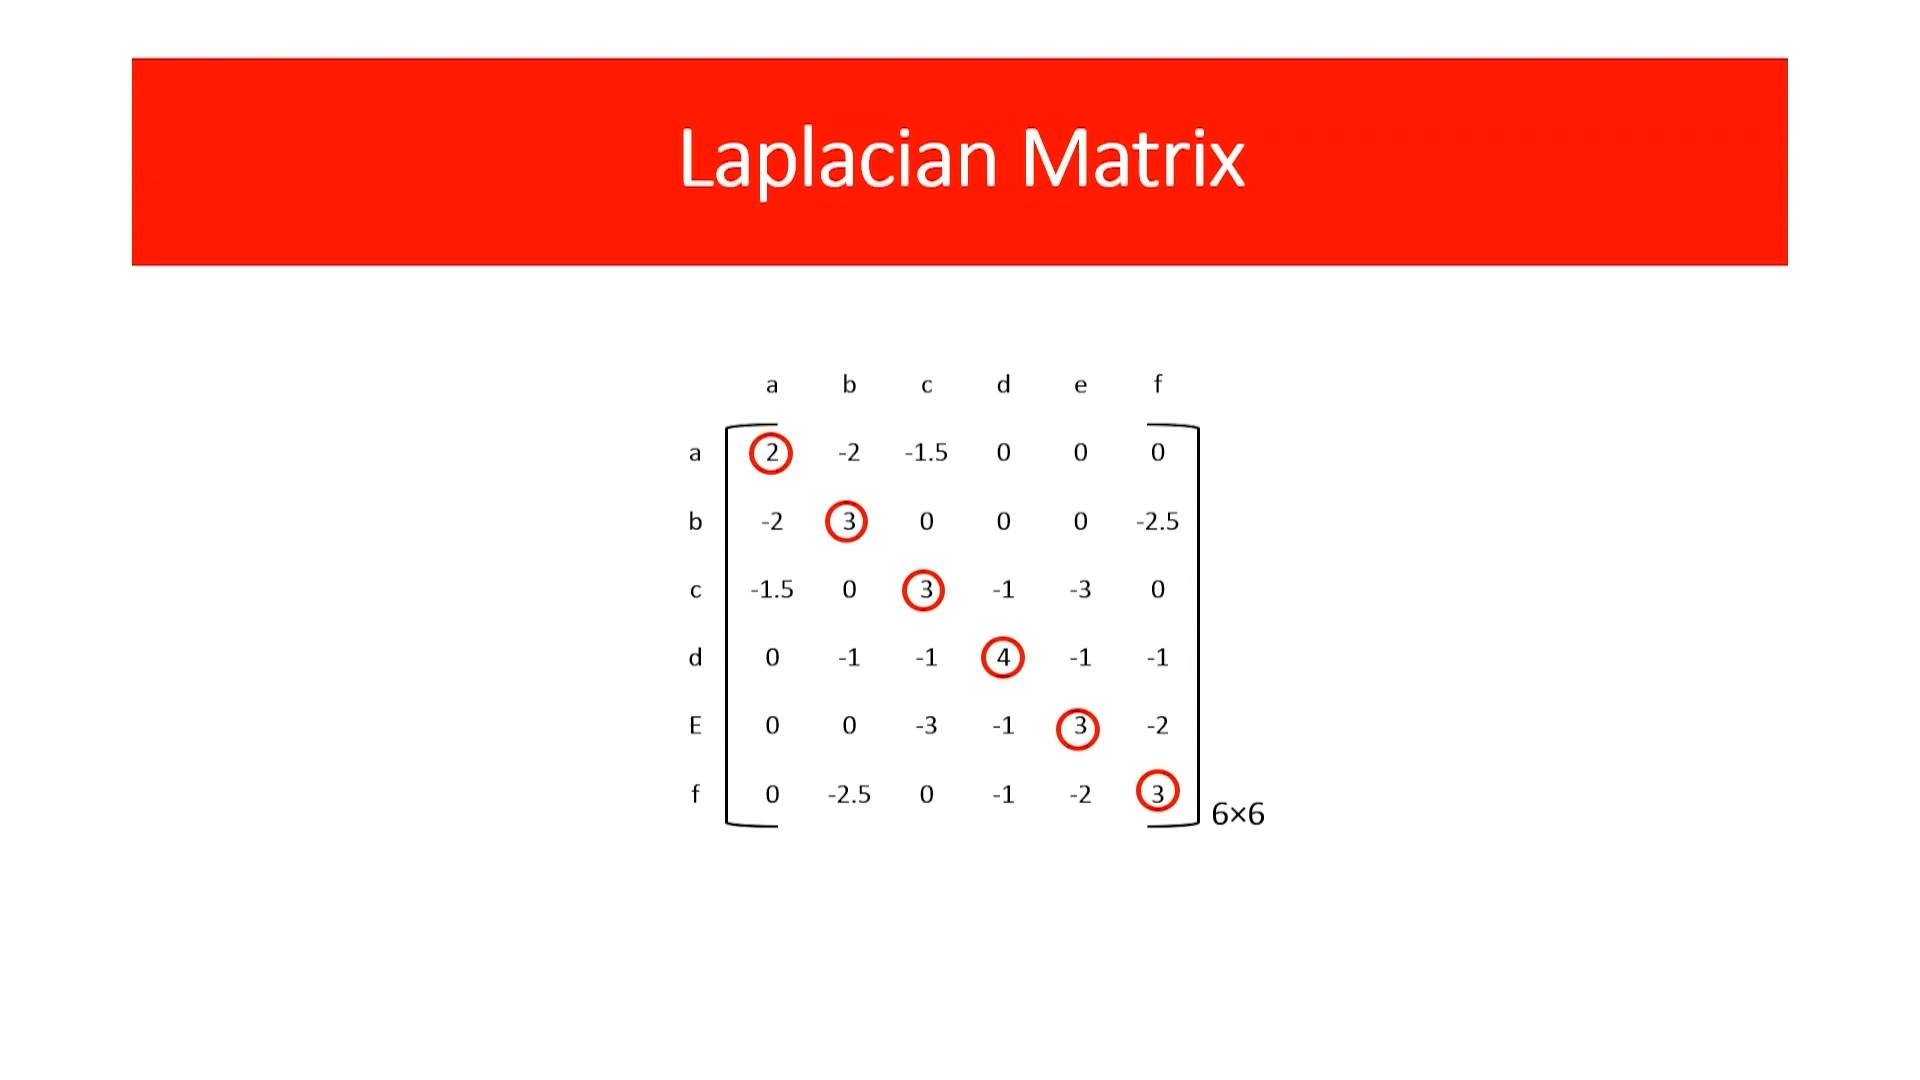 Laplacian Matrix
a b c d e f
a 2 -2 -1.5 0 0 0
b -2 3 0 0 0 -2.5
c -1.5 0 3 -1 -3 0
d 0 -1 -1 4 -1 -1
E 0 0 -3 -1 3 -2
f 0 -2.5 0 -1 -2 3
6×6